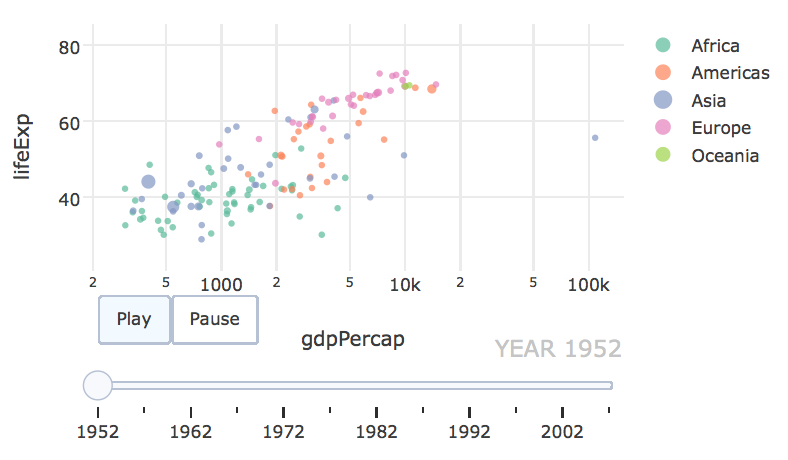 80
60
40
lifeExp
2
5
1000
2
5
10k
2
5
100k
gdpPercap
Africa
Americas
Asia
Europe
Oceania
Play
Pause
YEAR 1952
1952
1962
1972
1982
1992
2002